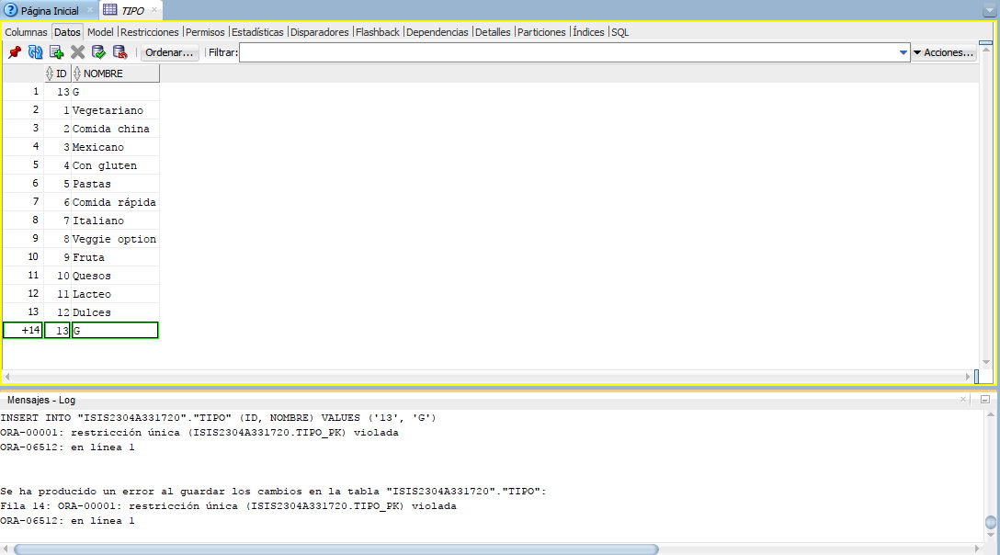 Página Inicial TIPO
Columnas Datos Model Restricciones Permisos Estadísticas Disparadores Flashback Dependencias Detalles Particiones Índices SQL
Ordenar... Filtrar: Acciones...
ID NOMBRE
1 13 G
2 1 Vegetariano
3 2 Comida china
4 3 Mexicano
5 4 Con gluten
6 5 Pastas
7 6 Comida rápida
8 7 Italiano
9 8 Veggie option
10 9 Fruta
11 10 Quesos
12 11 Lacteo
13 12 Dulces
+14 13 G
Mensajes - Log
INSERT INTO "ISIS2304A331720"."TIPO" (ID, NOMBRE) VALUES ('13', 'G')
ORA-00001: restricción única (ISIS2304A331720.TIPO_PK) violada
ORA-06512: en línea 1
Se ha producido un error al guardar los cambios en la tabla "ISIS2304A331720"."TIPO":
Fila 14: ORA-00001: restricción única (ISIS2304A331720.TIPO_PK) violada
ORA-06512: en línea 1